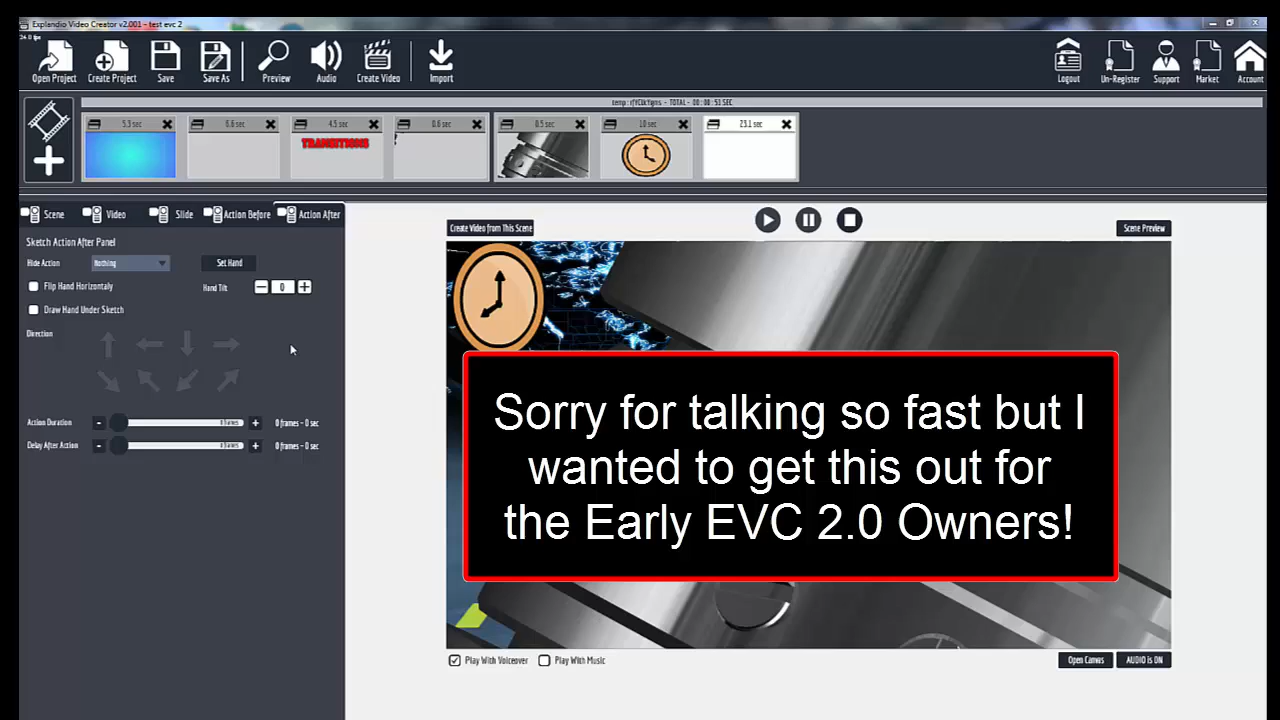 Explaindio Video Creator v2.001 - test evc 2
Open Project
Create Project
Save
Save As
Preview
Audio
Create Video
Import
Logout
Un-Register
Support
Market
Account
5.3 sec
6.6 sec
4.5 sec
0.6 sec
0.5 sec
10 sec
23.1 sec
TRANSITIONS
Scene
Video
Slide
Action Before
Action After
Sketch Action After Panel
Hide Action
Nothing
Set Hand
Flip Hand Horizontaly
Hand Tilt
0
Draw Hand Under Sketch
Direction
Action Duration
0 frames - 0 sec
Delay After Action
0 frames - 0 sec
Create Video from This Scene
Scene Preview
Sorry for talking so fast but I
wanted to get this out for
the Early EVC 2.0 Owners!
Play With Voiceover
Play With Music
Open Canvas
AUDIO is ON